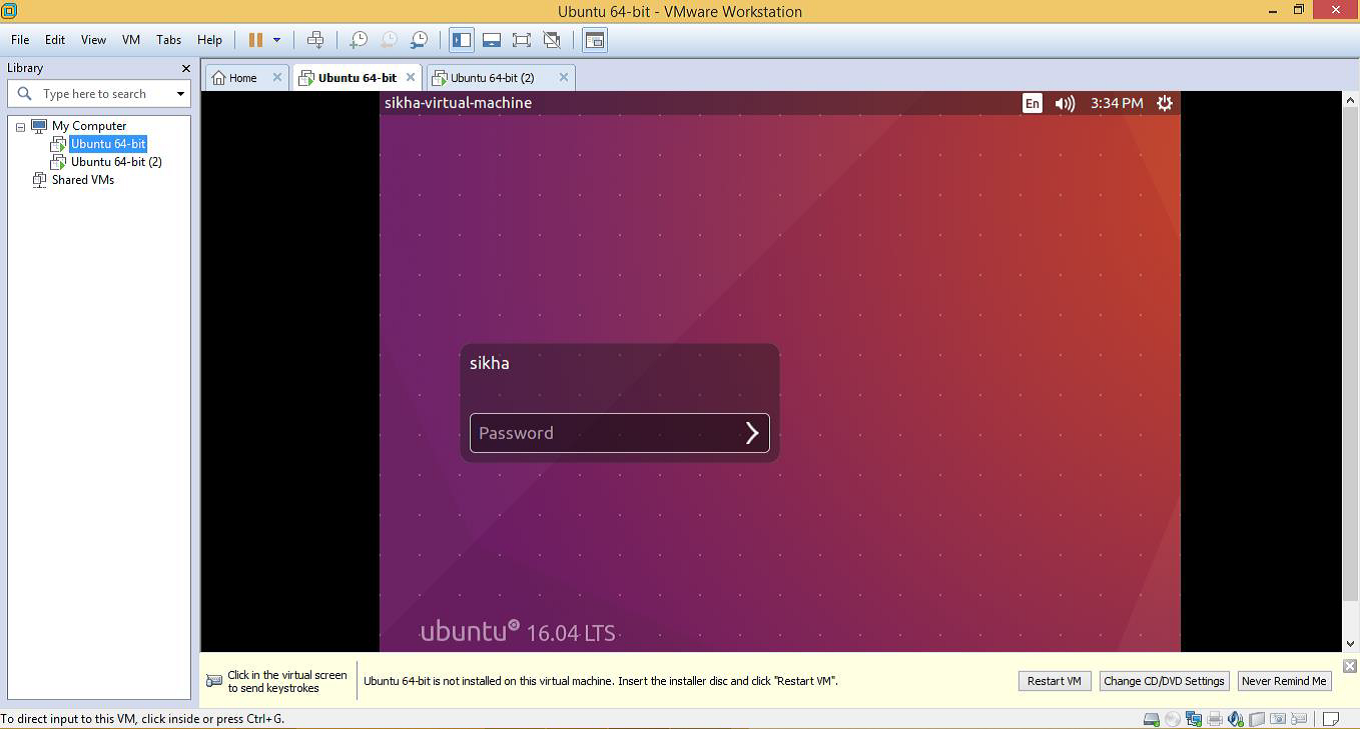 Ubuntu 64-bit - VMware Workstation
File Edit View VM Tabs Help
Library
Type here to search
My Computer
Ubuntu 64-bit
Ubuntu 64-bit (2)
Shared VMs
Home Ubuntu 64-bit Ubuntu 64-bit (2)
sikha-virtual-machine En 3:34 PM
sikha
Password
ubuntu 16.04 LTS
Click in the virtual screen
to send keystrokes
Ubuntu 64-bit is not installed on this virtual machine. Insert the installer disc and click "Restart VM".
Restart VM Change CD/DVD Settings Never Remind Me
To direct input to this VM, click inside or press Ctrl+G.